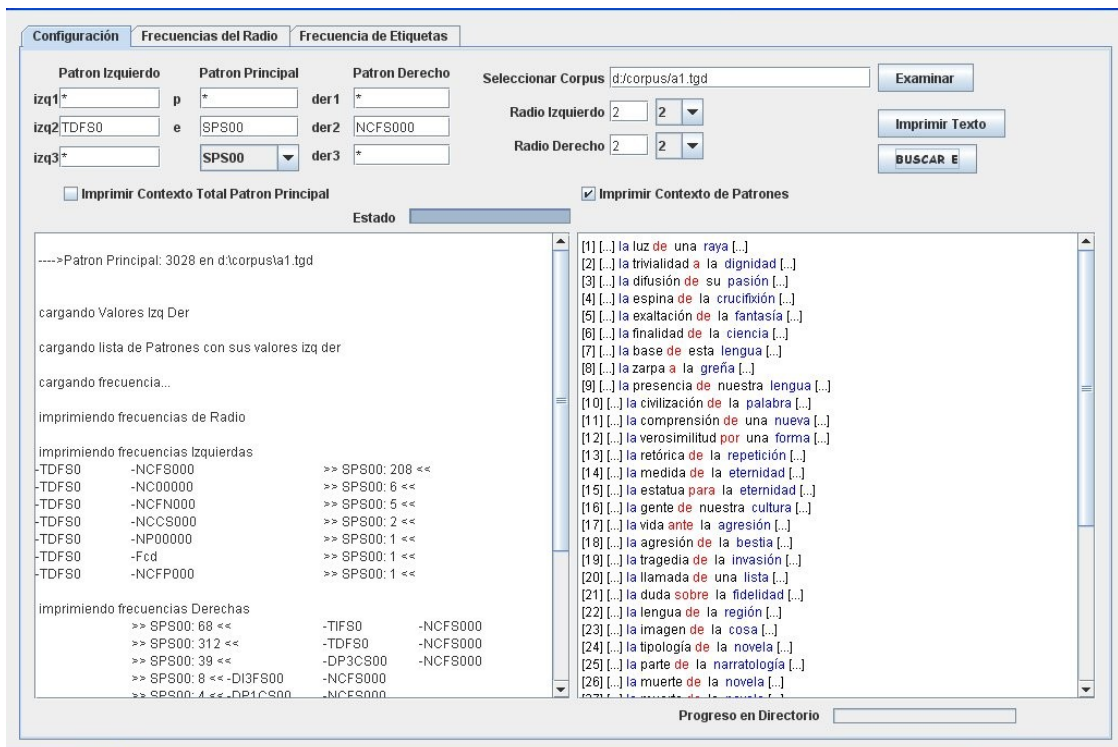 Configuración Frecuencias del Radio Frecuencia de Etiquetas
Patron Izquierdo Patron Principal Patron Derecho
izq1 * p * der1 *
izq2 TDFS0 e SPS00 der2 NCFS000
izq3 * SPS00 der3 *
Seleccionar Corpus d:/corpus/a1.tgd Examinar
Radio Izquierdo 2 2
Radio Derecho 2 2
Imprimir Texto
BUSCAR E
Imprimir Contexto Total Patron Principal
Imprimir Contexto de Patrones
Estado
---->Patron Principal: 3028 en d:\corpus\a1.tgd
cargando Valores Izq Der
cargando lista de Patrones con sus valores izq der
cargando frecuencia...
imprimiendo frecuencias de Radio
imprimiendo frecuencias Izquierdas
-TDFS0 -NCFS000 >> SPS00: 208 <<
-TDFS0 -NC00000 >> SPS00: 6 <<
-TDFS0 -NCFN000 >> SPS00: 5 <<
-TDFS0 -NCCS000 >> SPS00: 2 <<
-TDFS0 -NP00000 >> SPS00: 1 <<
-TDFS0 -Fcd >> SPS00: 1 <<
-TDFS0 -NCFP000 >> SPS00: 1 <<
imprimiendo frecuencias Derechas
>> SPS00: 68 << -TIFS0 -NCFS000
>> SPS00: 312 << -TDFS0 -NCFS000
>> SPS00: 39 << -DP3CS00 -NCFS000
>> SPS00: 8 << -DI3FS00 -NCFS000
>> SPS00: 4 << -DP1CS00 -NCFS000
[1] [...] la luz de una raya [...]
[2] [...] la trivialidad a la dignidad [...]
[3] [...] la difusión de su pasión [...]
[4] [...] la espina de la crucifixión [...]
[5] [...] la exaltación de la fantasía [...]
[6] [...] la finalidad de la ciencia [...]
[7] [...] la base de esta lengua [...]
[8] [...] la zarpa a la greña [...]
[9] [...] la presencia de nuestra lengua [...]
[10] [...] la civilización de la palabra [...]
[11] [...] la comprensión de una nueva [...]
[12] [...] la verosimilitud por una forma [...]
[13] [...] la retórica de la repetición [...]
[14] [...] la medida de la eternidad [...]
[15] [...] la estatua para la eternidad [...]
[16] [...] la gente de nuestra cultura [...]
[17] [...] la vida ante la agresión [...]
[18] [...] la agresión de la bestia [...]
[19] [...] la tragedia de la invasión [...]
[20] [...] la llamada de una lista [...]
[21] [...] la duda sobre la fidelidad [...]
[22] [...] la lengua de la región [...]
[23] [...] la imagen de la cosa [...]
[24] [...] la tipología de la novela [...]
[25] [...] la parte de la narratología [...]
[26] [...] la muerte de la novela [...]
[27] [...] la muerte de la novela [...]
Progreso en Directorio